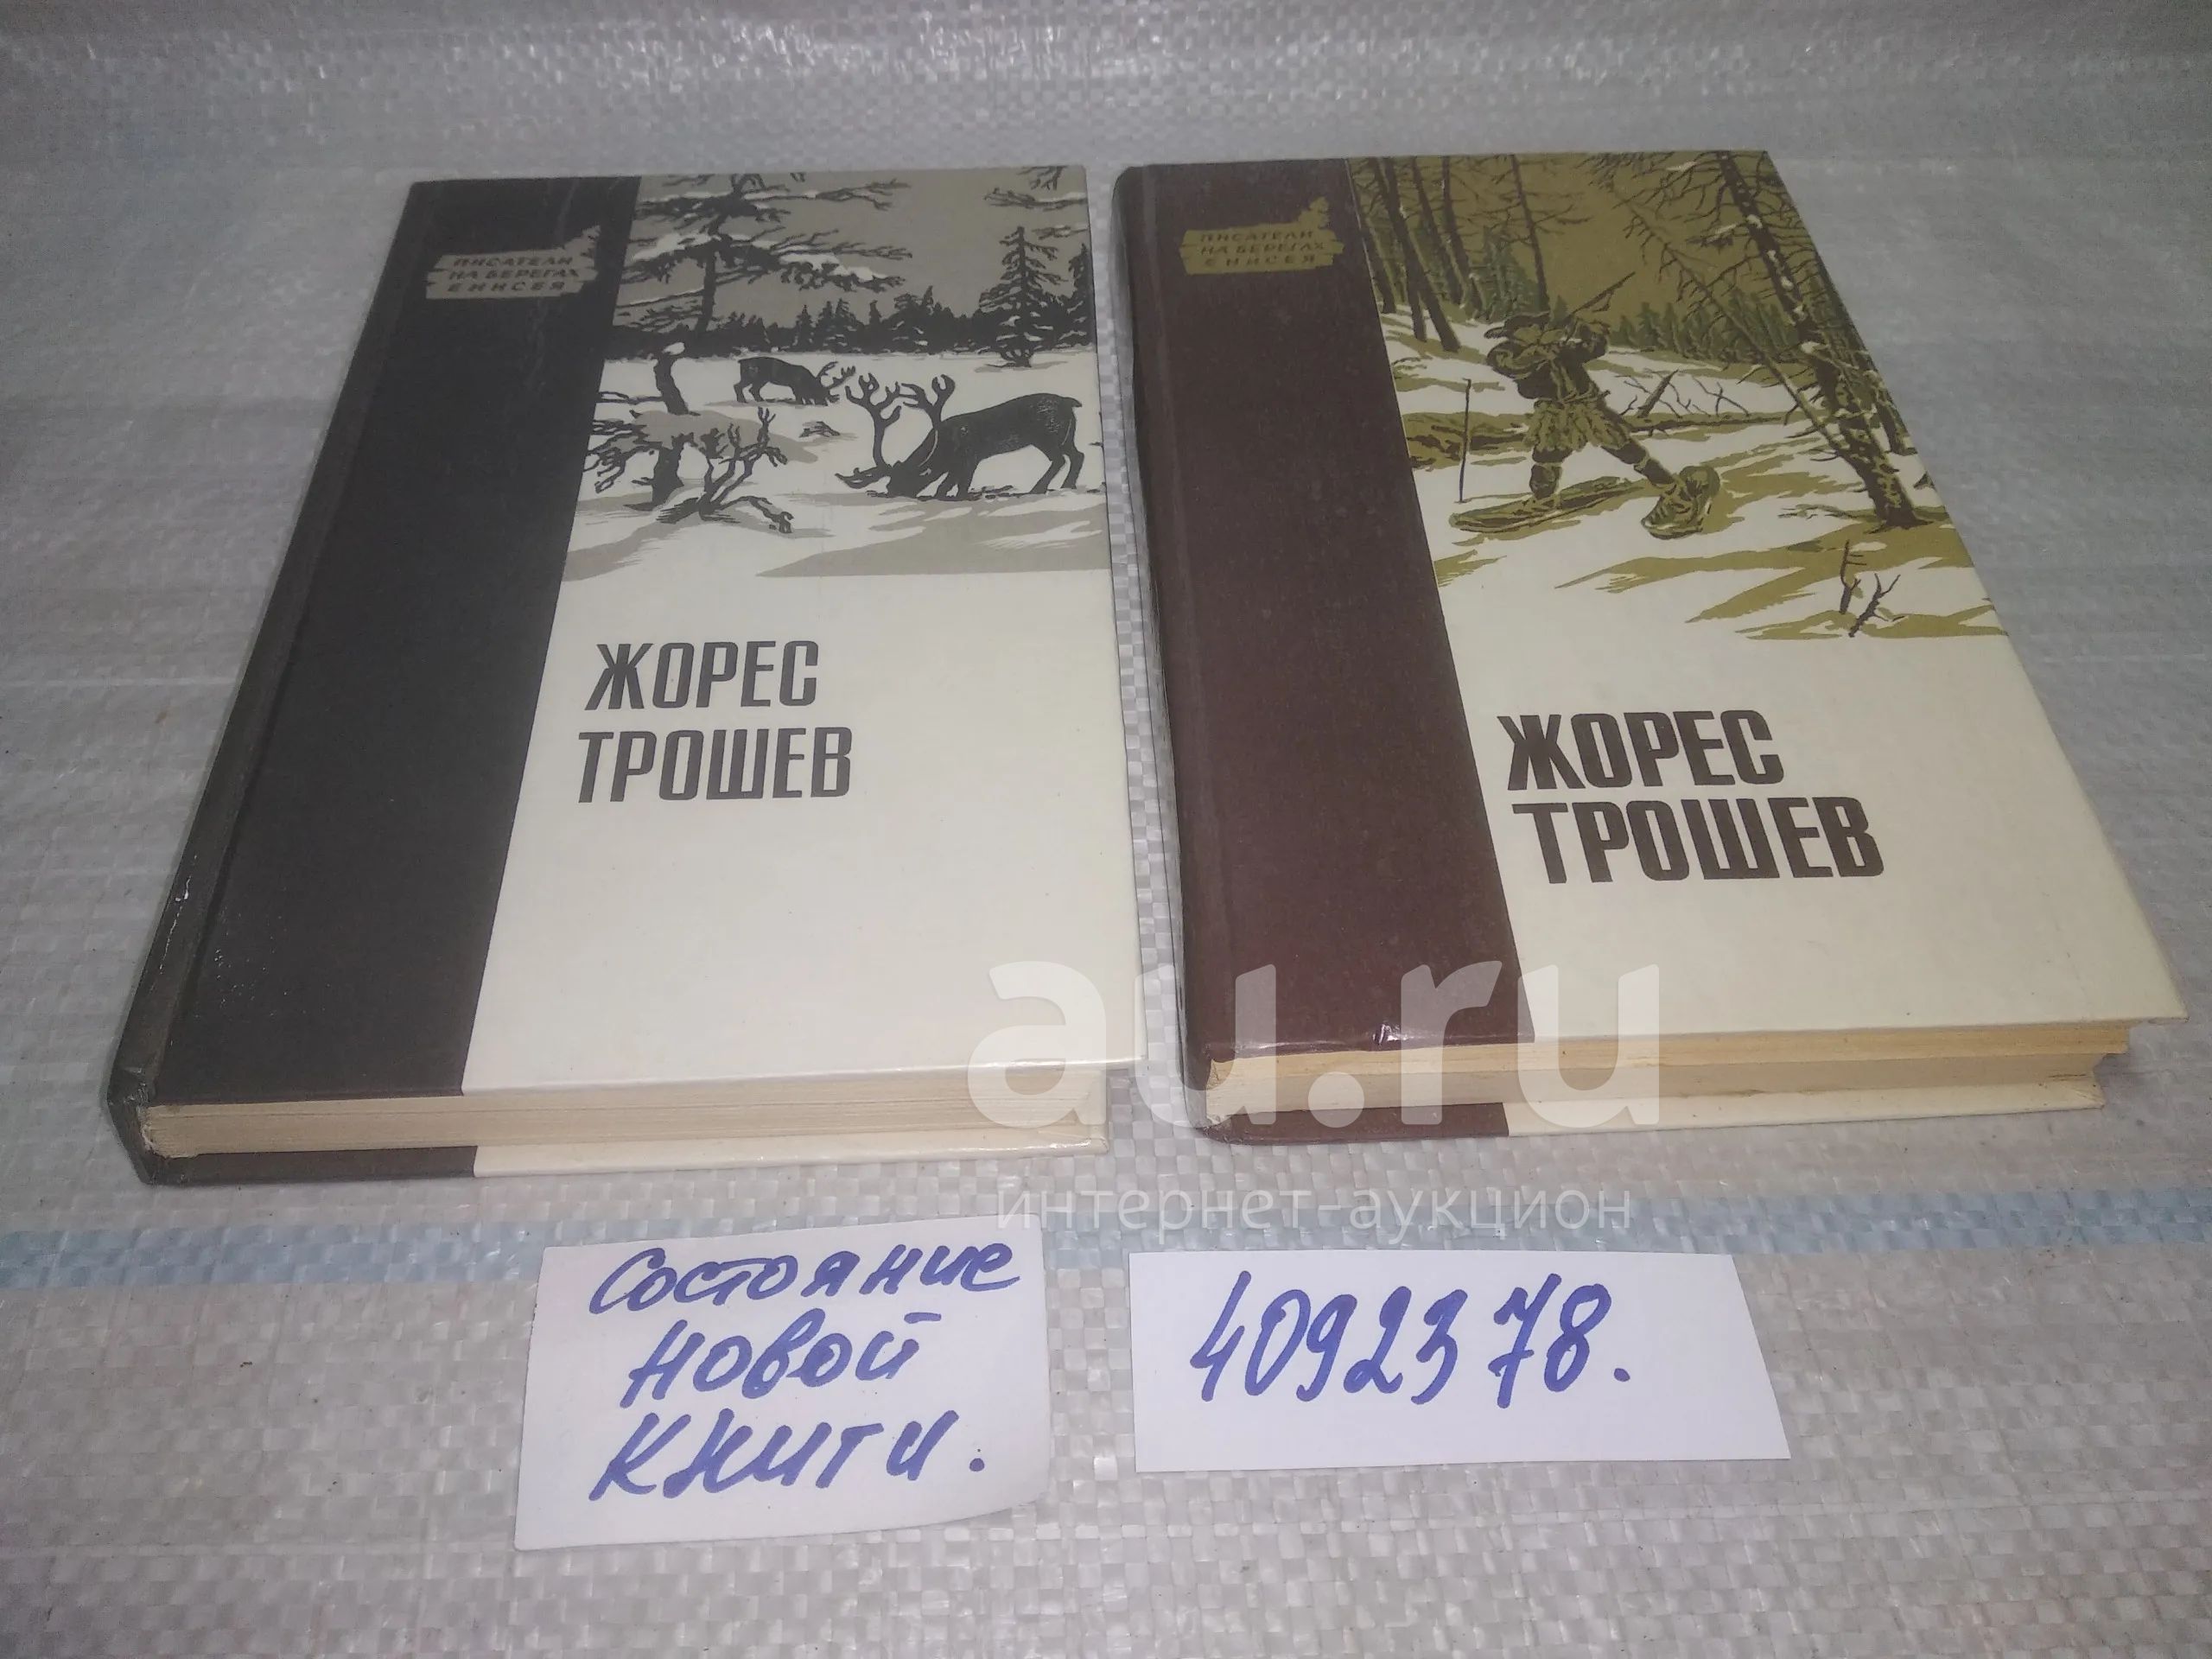 ПИСАТЕЛИ
НА БЕРЕГАХ
ЕНИСЕЯ
ЖОРЕС
ТРОШЕВ
ПИСАТЕЛИ
НА БЕРЕГАХ
ЕНИСЕЯ
ЖОРЕС
ТРОШЕВ
au.ru
интернет-аукцион
Состояние
новой
книги.
4092378.